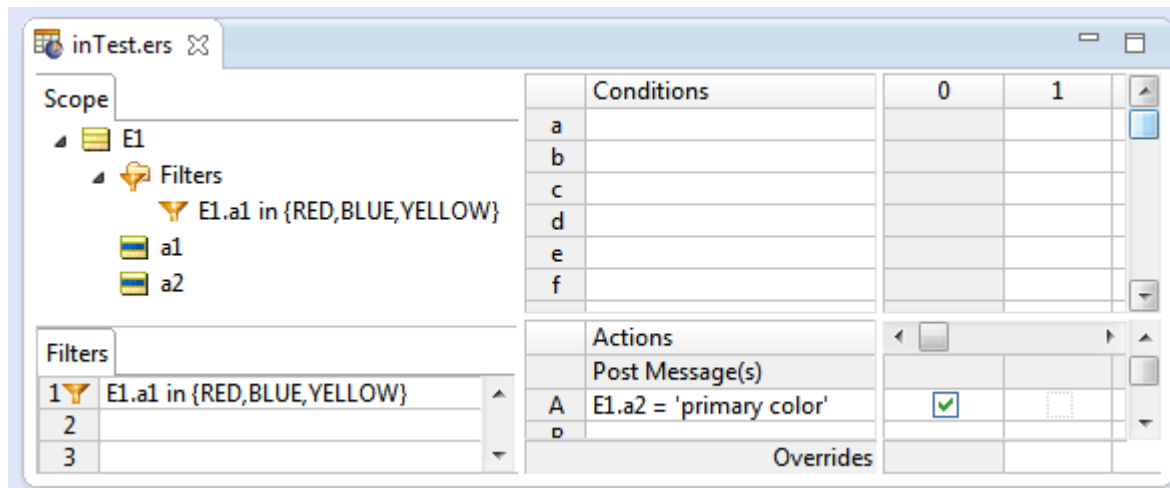 inTest.ers
Scope
E1
Filters
E1.a1 in {RED,BLUE,YELLOW}
a1
a2
Conditions 0 1
a
b
c
d
e
f
Filters
1 E1.a1 in {RED,BLUE,YELLOW}
2
3
Actions
Post Message(s)
A E1.a2 = 'primary color'
Overrides